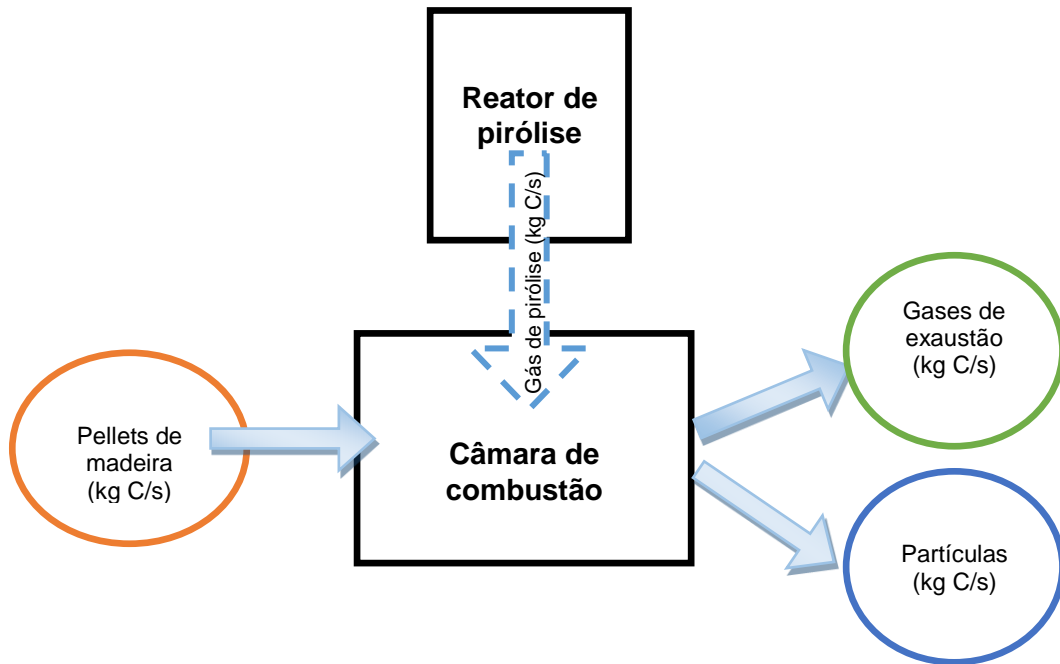 Reator de
pirólise
Gás de pirólise (kg C/s)
Gases de
exaustão
(kg C/s)
Pellets de
madeira
(kg C/s)
Câmara de
combustão
Partículas
(kg C/s)